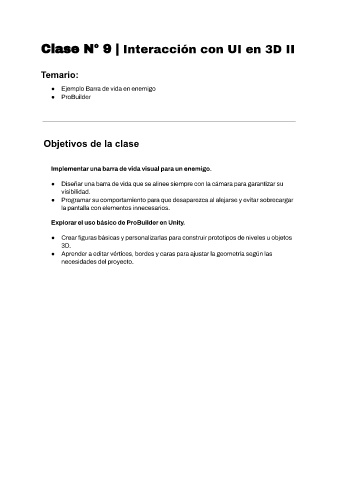 Clase N° 9 | Interacción con UI en 3D II
Temario:
● Ejemplo Barra de vida en enemigo
● ProBuilder
Objetivos de la clase
Implementar una barra de vida visual para un enemigo.
● Diseñar una barra de vida que se alinee siempre con la cámara para garantizar su
visibilidad.
● Programar su comportamiento para que desaparezca al alejarse y evitar sobrecargar
la pantalla con elementos innecesarios.
Explorar el uso básico de ProBuilder en Unity.
● Crear figuras básicas y personalizarlas para construir prototipos de niveles u objetos
3D.
● Aprender a editar vértices, bordes y caras para ajustar la geometría según las
necesidades del proyecto.